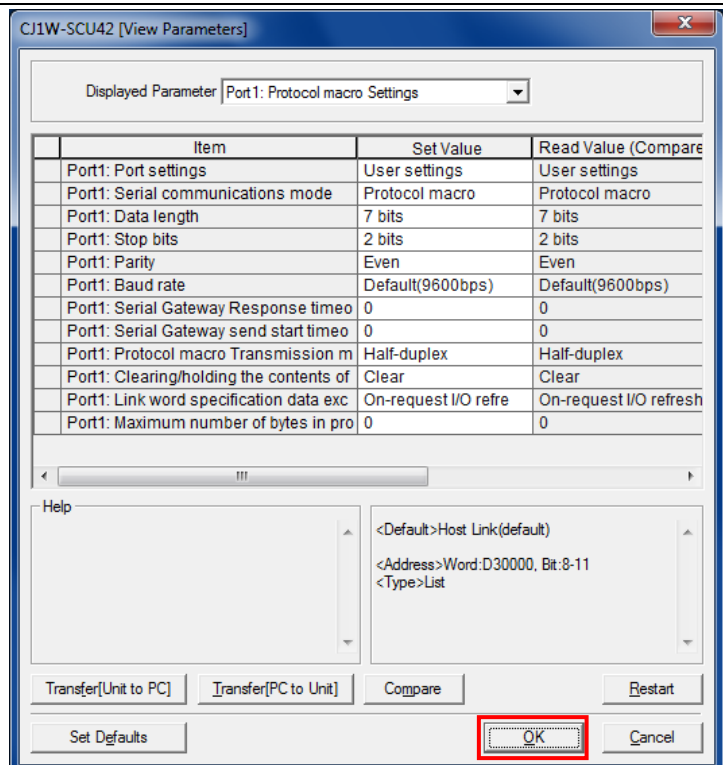 CJ1W-SCU42 [View Parameters]
Displayed Parameter Port1: Protocol macro Settings
Item Set Value Read Value (Compare
Port1: Port settings User settings User settings
Port1: Serial communications mode Protocol macro Protocol macro
Port1: Data length 7 bits 7 bits
Port1: Stop bits 2 bits 2 bits
Port1: Parity Even Even
Port1: Baud rate Default(9600bps) Default(9600bps)
Port1: Serial Gateway Response timeo 0 0
Port1: Serial Gateway send start timeo 0 0
Port1: Protocol macro Transmission m Half-duplex Half-duplex
Port1: Clearing/holding the contents of Clear Clear
Port1: Link word specification data exc On-request I/O refre On-request I/O refresh
Port1: Maximum number of bytes in pro 0 0
Help
<Default>Host Link(default)
<Address>Word:D30000, Bit:8-11
<Type>List
Transfer[Unit to PC] Transfer[PC to Unit] Compare Restart
Set Defaults OK Cancel